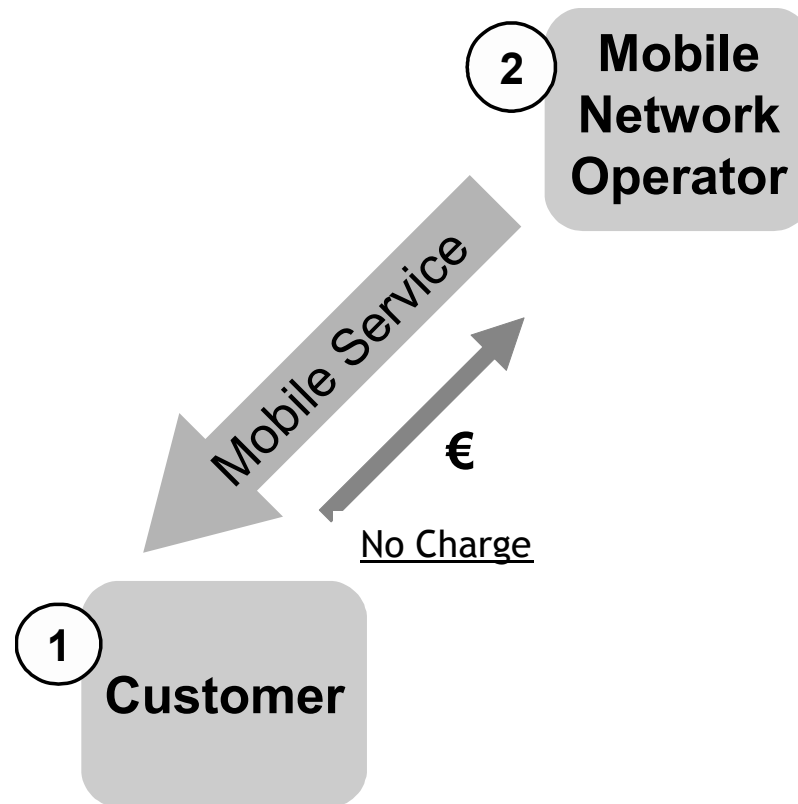 2
Mobile
Network
Operator
Mobile Service
€
No Charge
1
Customer